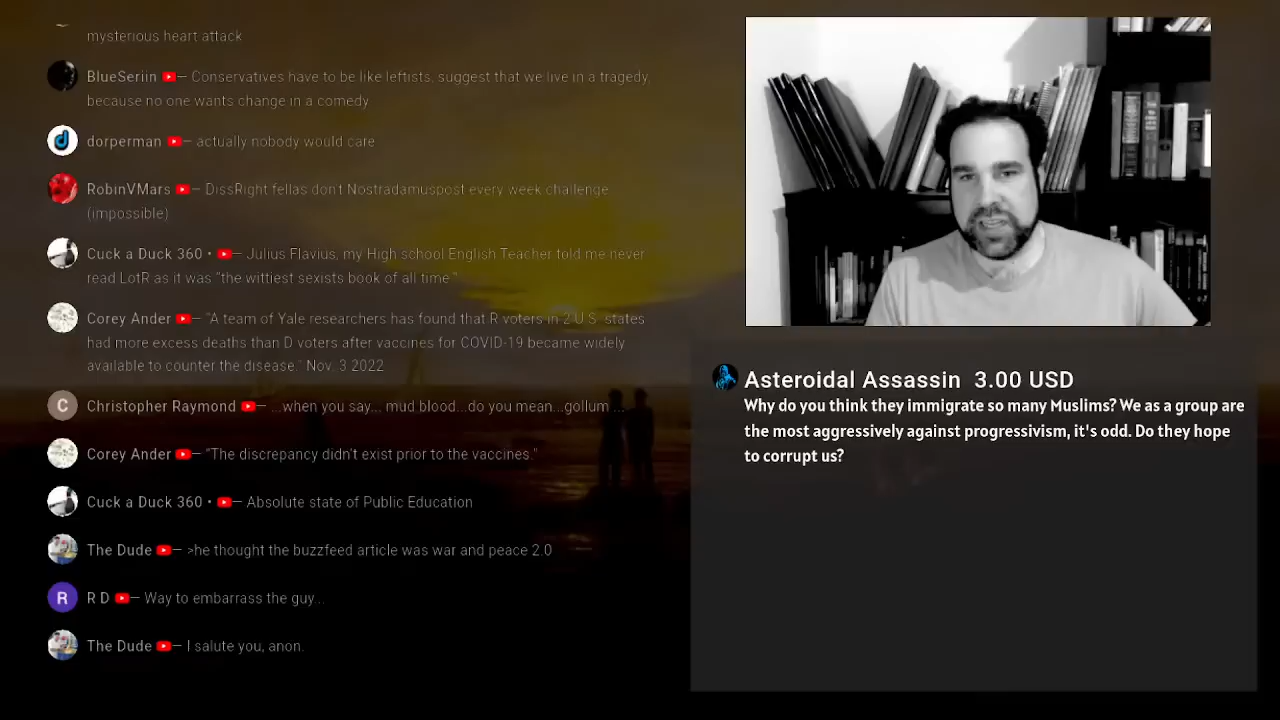 mysterious heart attack
BlueSeriin — Conservatives have to be like leftists, suggest that we live in a tragedy,
because no one wants change in a comedy
dorperman — actually nobody would care
RobinVMars — DissRight fellas don't Nostradamuspost every week challenge
(impossible)
Cuck a Duck 360 • — Julius Flavius, my High school English Teacher told me never
read LotR as it was "the wittiest sexists book of all time "
Corey Ander — "A team of Yale researchers has found that R voters in 2 U.S. states
had more excess deaths than D voters after vaccines for COVID-19 became widely
available to counter the disease." Nov. 3 2022
C
Christopher Raymond — ...when you say... mud blood...do you mean...gollum ...
Corey Ander — "The discrepancy didn't exist prior to the vaccines."
Cuck a Duck 360 • — Absolute state of Public Education
The Dude — >he thought the buzzfeed article was war and peace 2.0
R
R D — Way to embarrass the guy...
The Dude — I salute you, anon.
Asteroidal Assassin 3.00 USD
Why do you think they immigrate so many Muslims? We as a group are
the most aggressively against progressivism, it's odd. Do they hope
to corrupt us?